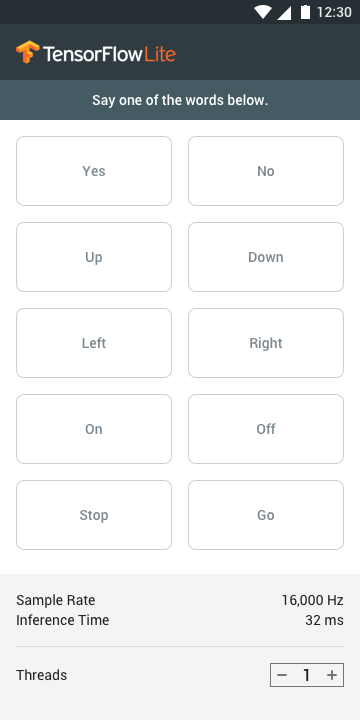 12:30
TensorFlow Lite
Say one of the words below.
Yes No
Up Down
Left Right
On Off
Stop Go
Sample Rate 16,000 Hz
Inference Time 32 ms
Threads − 1 +